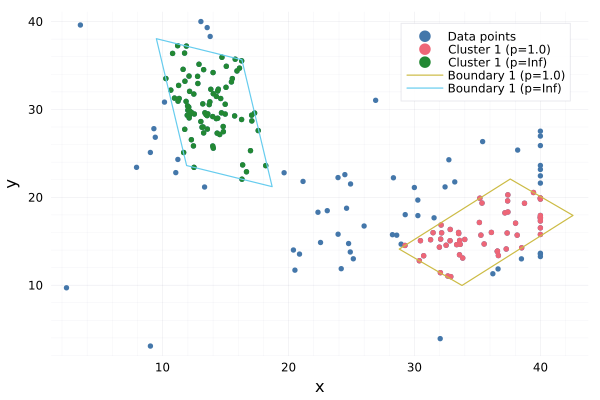 40
30
20
10
y
10
20
30
40
x
Data points
Cluster 1 (p=1.0)
Cluster 1 (p=Inf)
Boundary 1 (p=1.0)
Boundary 1 (p=Inf)